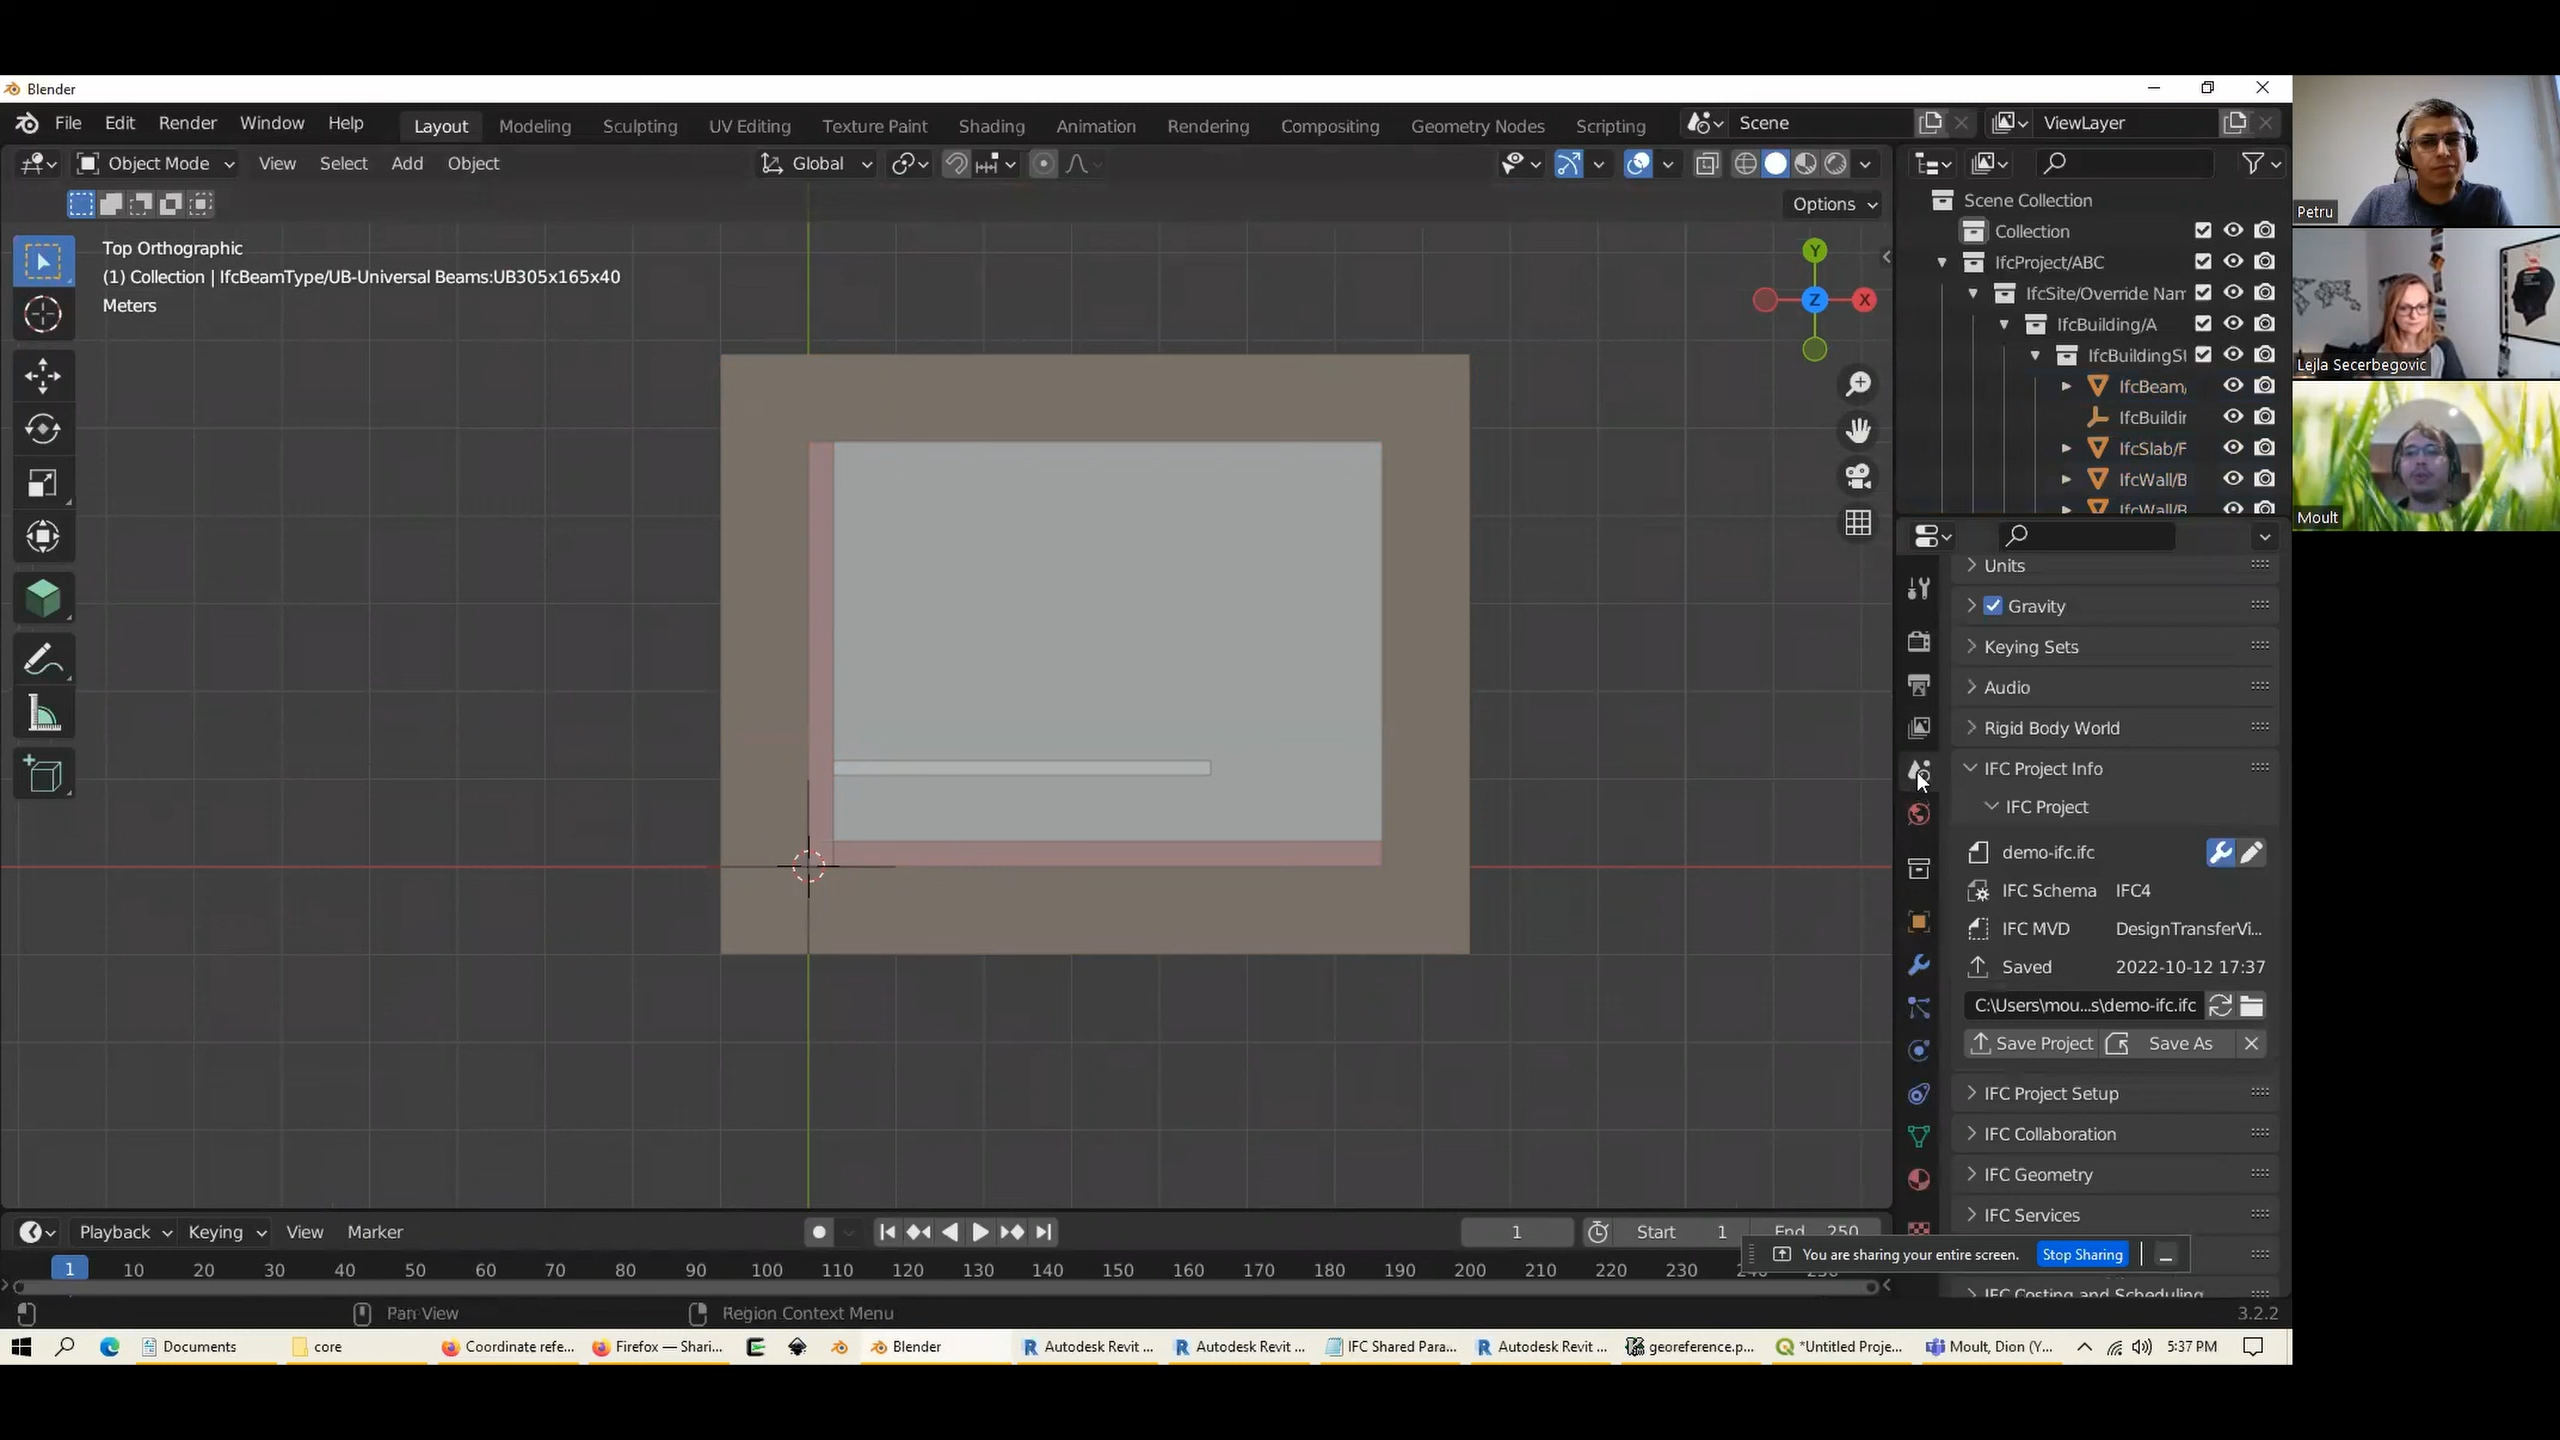 Blender
File Edit Render Window Help
Layout Modeling Sculpting UV Editing Texture Paint Shading Animation Rendering Compositing Geometry Nodes Scripting
Scene
ViewLayer
Object Mode View Select Add Object
Global
Options
Top Orthographic
(1) Collection | IfcBeamType/UB-Universal Beams:UB305x165x40
Meters
Y
Z
X
Scene Collection
Collection
IfcProject/ABC
IfcSite/Override Nam
IfcBuilding/A
IfcBuildingSt
IfcBeam/
IfcBuildir
IfcSlab/F
IfcWall/B
IfcWall/B
Units
Gravity
Keying Sets
Audio
Rigid Body World
IFC Project Info
IFC Project
demo-ifc.ifc
IFC Schema IFC4
IFC MVD DesignTransferVi...
Saved 2022-10-12 17:37
C:\Users\mou...s\demo-ifc.ifc
Save Project Save As
IFC Project Setup
IFC Collaboration
IFC Geometry
IFC Services
IFC Costing and Scheduling
Petru
Lejla Secerbegovic
Moult
Playback Keying View Marker
1
Start 1
End 250
You are sharing your entire screen. Stop Sharing
1 10 20 30 40 50 60 70 80 90 100 110 120 130 140 150 160 170 180 190 200 210 220 230 240 250
Pan View
Region Context Menu
3.2.2
Documents
core
Coordinate refe...
Firefox — Shari...
Blender
Autodesk Revit ...
Autodesk Revit ...
IFC Shared Para...
Autodesk Revit ...
georeference.p...
*Untitled Proje...
Moult, Dion (Y...
5:37 PM